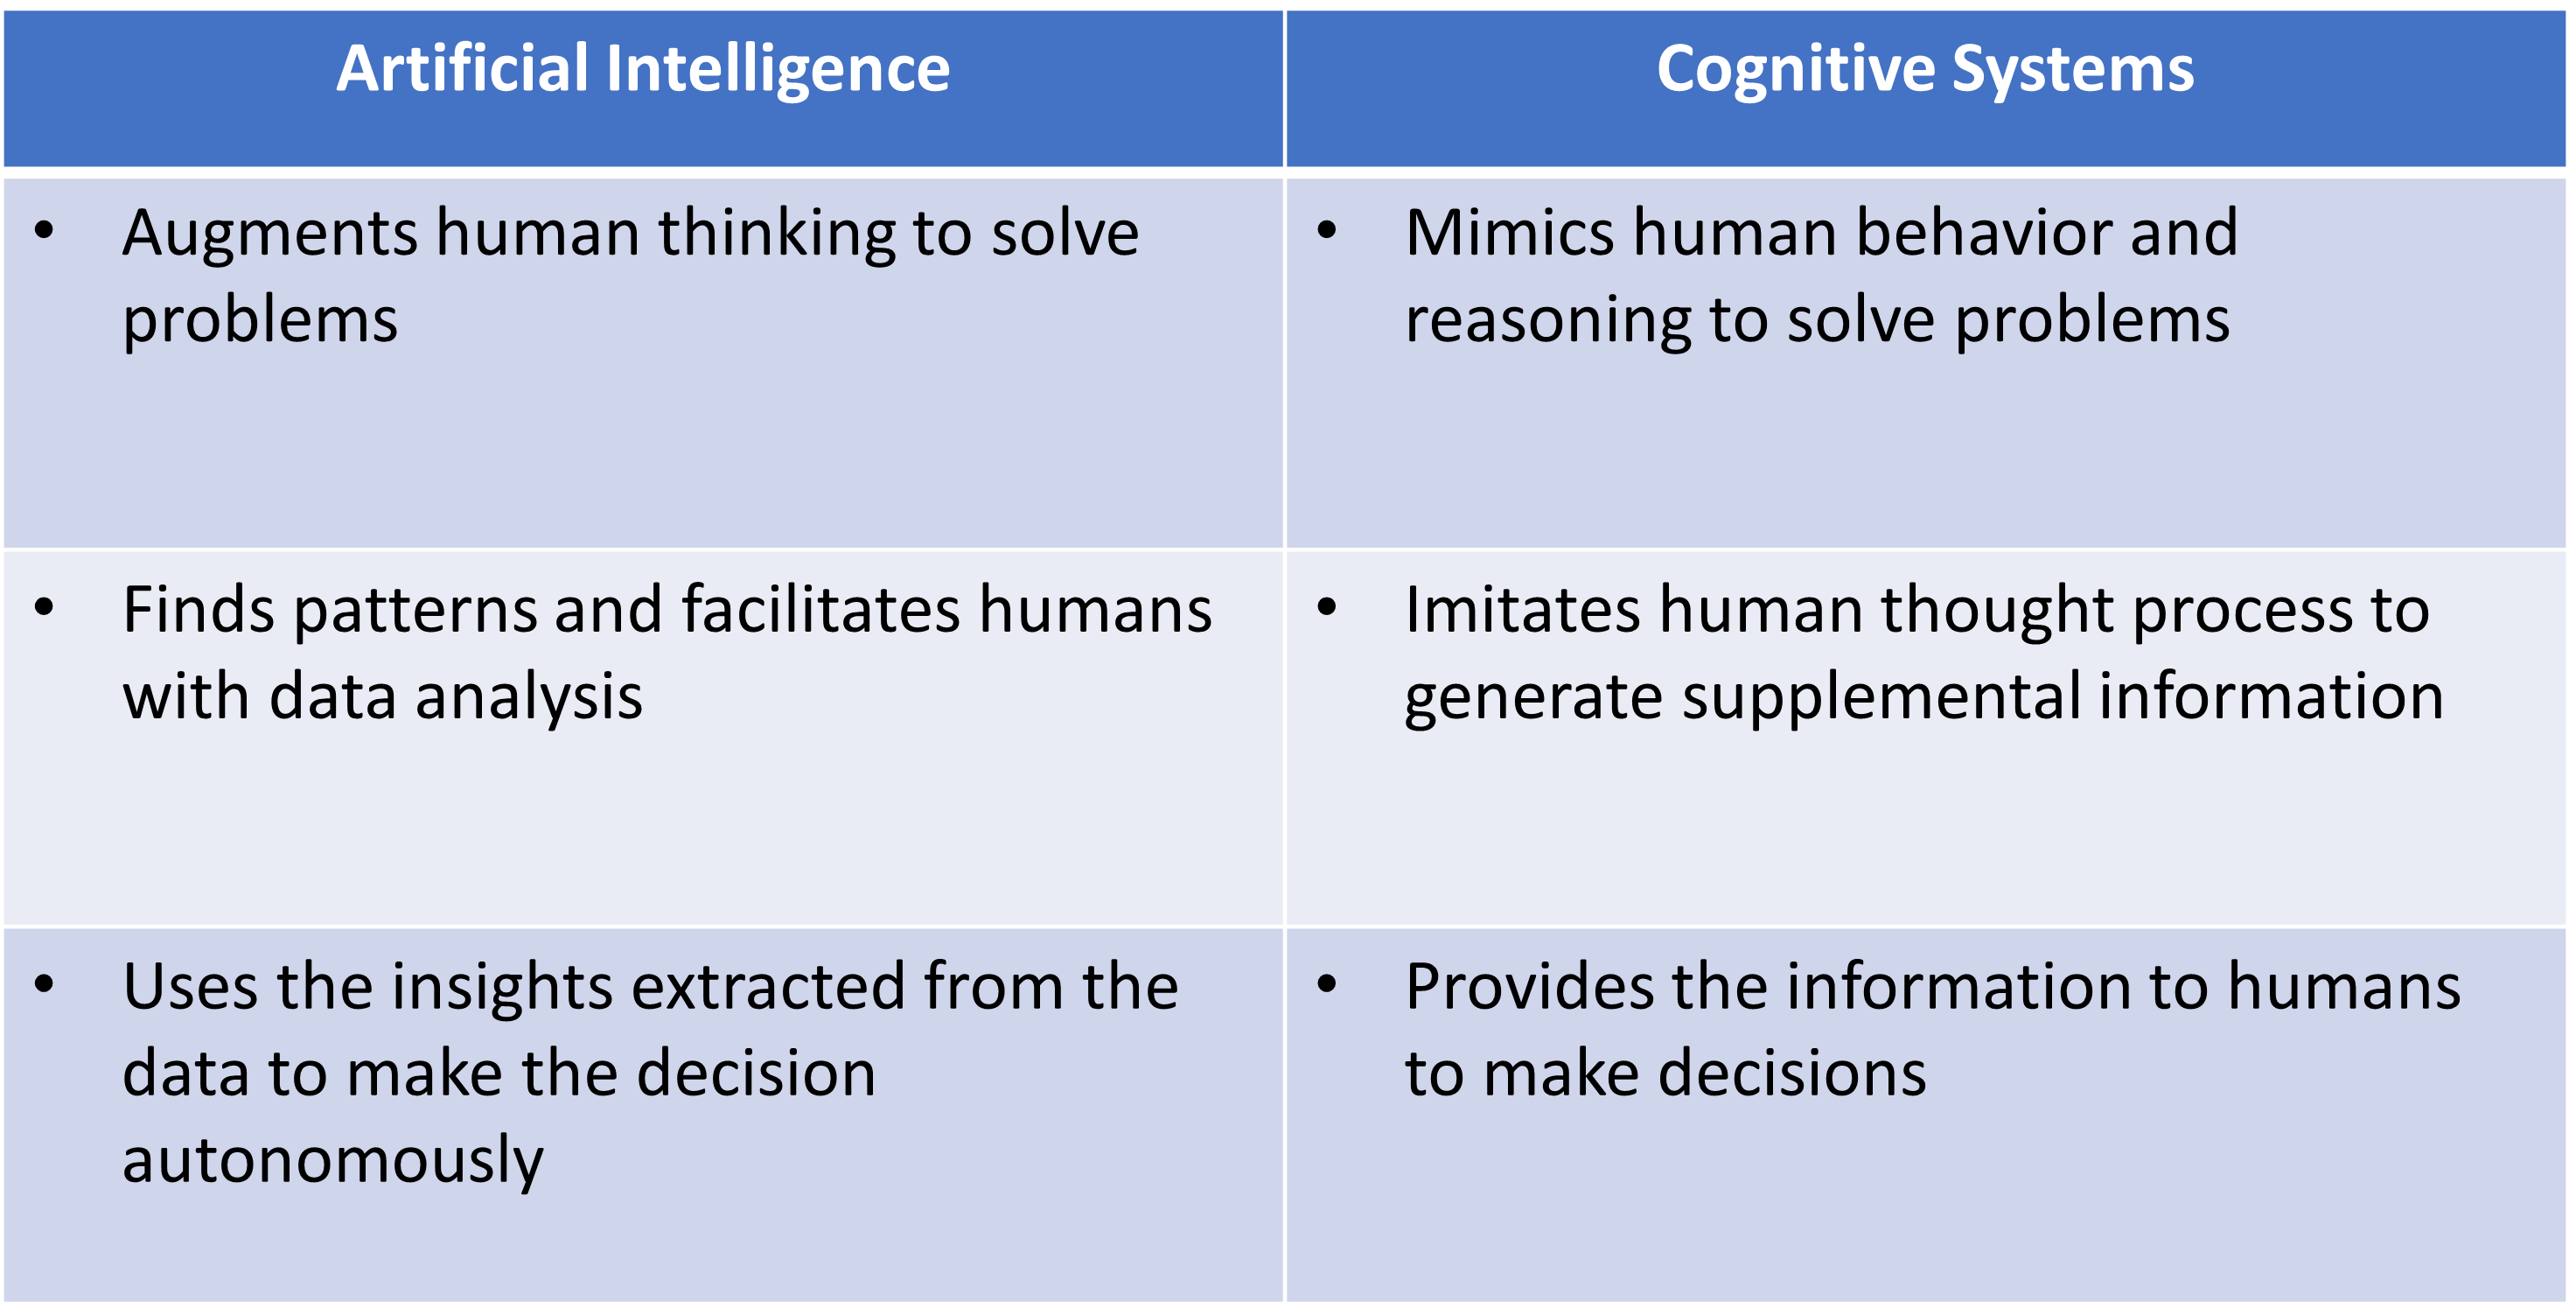 Artificial Intelligence
Cognitive Systems
• Augments human thinking to solve
problems
• Mimics human behavior and
reasoning to solve problems
• Finds patterns and facilitates humans
with data analysis
• Imitates human thought process to
generate supplemental information
• Uses the insights extracted from the
data to make the decision
autonomously
• Provides the information to humans
to make decisions